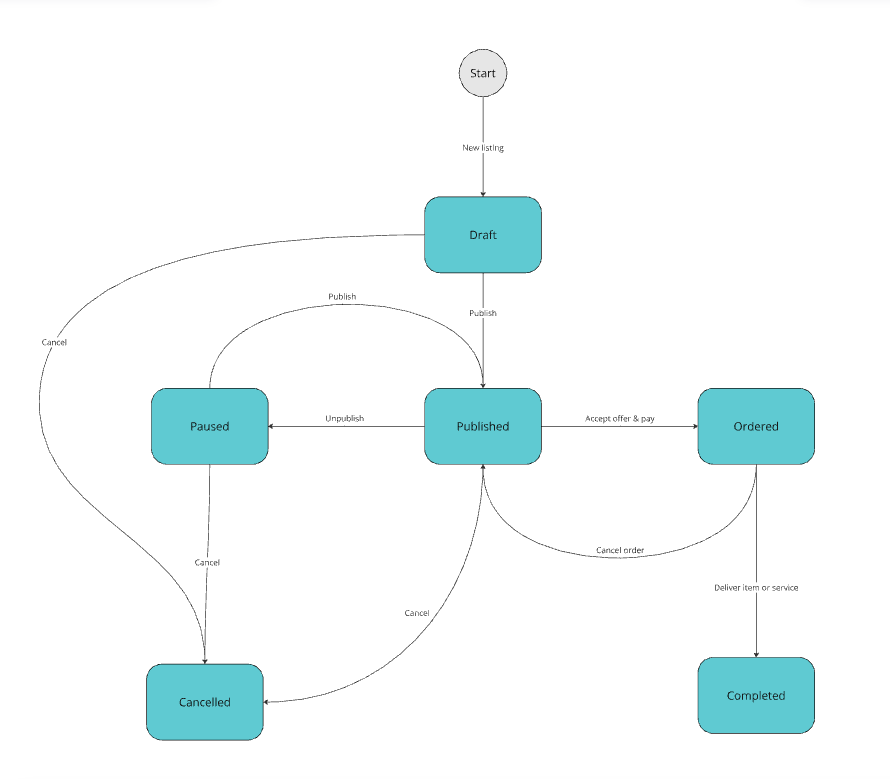 Start
New listing
Draft
Publish
Publish
Cancel
Paused
Unpublish
Published
Accept offer & pay
Ordered
Cancel order
Cancel
Deliver item or service
Cancel
Cancelled
Completed